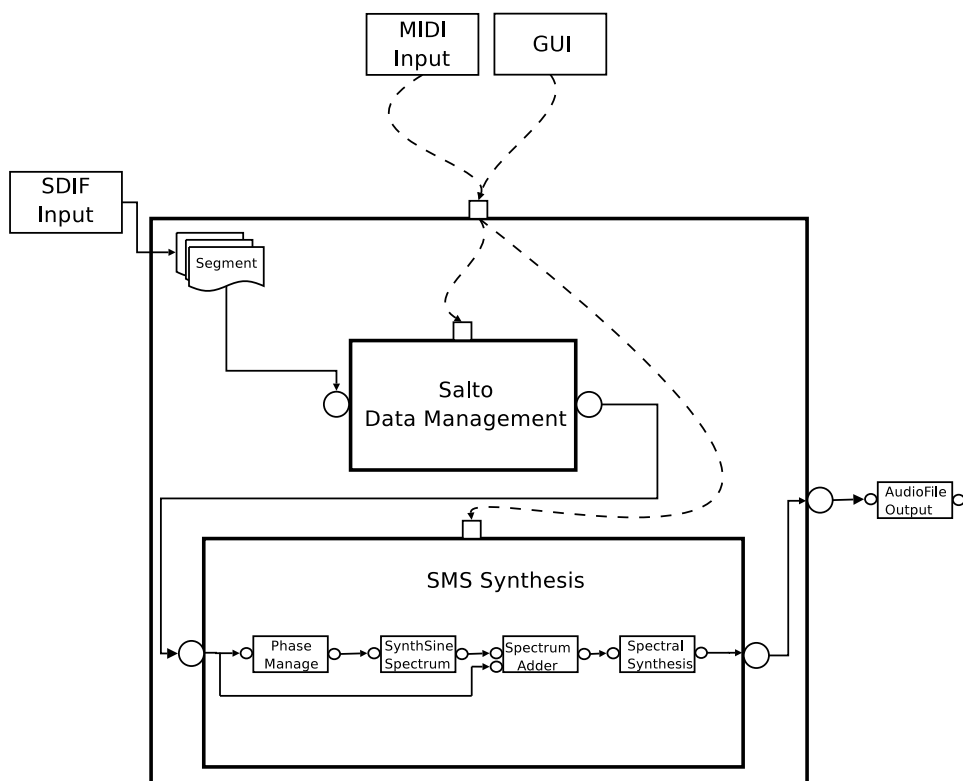 MIDI
Input
GUI
SDIF
Input
Segment
Salto
Data Management
AudioFile
Output
SMS Synthesis
Phase
Manage
SynthSine
Spectrum
Spectrum
Adder
Spectral
Synthesis